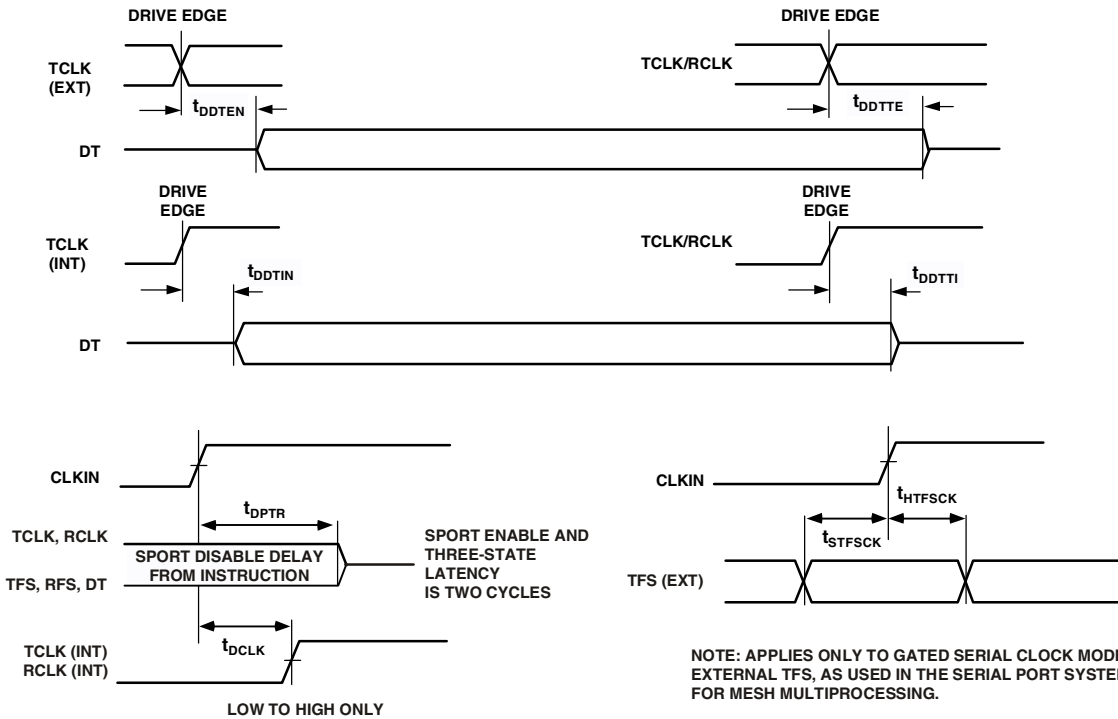 DRIVE EDGE
DRIVE EDGE
TCLK
(EXT)
TCLK/RCLK
tDDTEN
tDDTTE
DT
DRIVE
EDGE
DRIVE
EDGE
TCLK
(INT)
TCLK/RCLK
tDDTIN
tDDTTI
DT
CLKIN
tDPTR
TCLK, RCLK
SPORT DISABLE DELAY
FROM INSTRUCTION
TFS, RFS, DT
SPORT ENABLE AND
THREE-STATE
LATENCY
IS TWO CYCLES
tDCLK
TCLK (INT)
RCLK (INT)
LOW TO HIGH ONLY
CLKIN
tHTFSCK
tSTFSCK
TFS (EXT)
NOTE: APPLIES ONLY TO GATED SERIAL CLOCK
EXTERNAL TFS, AS USED IN THE SERIAL PORT
FOR MESH MULTIPROCESSING.